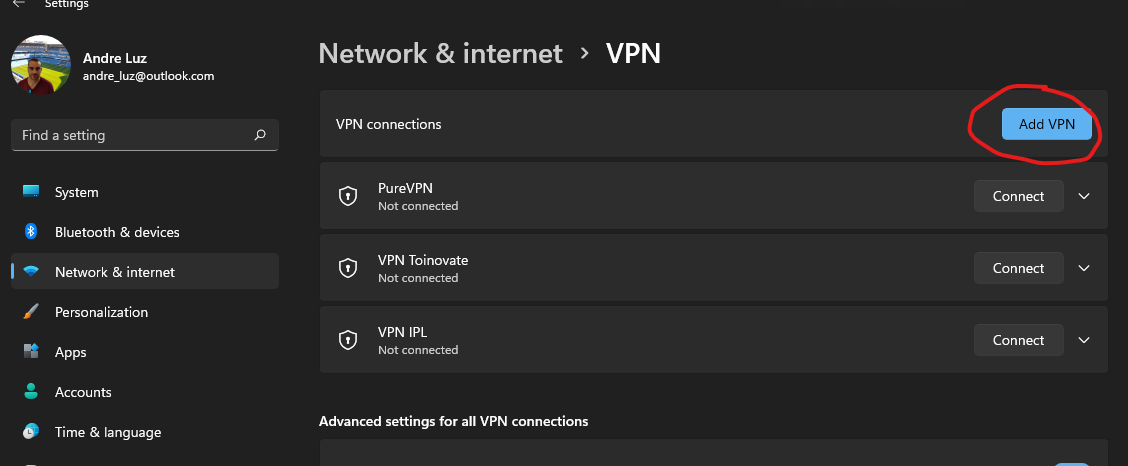 Settings
Andre Luz
andre_luz@outlook.com
Find a setting
System
Bluetooth & devices
Network & internet
Personalization
Apps
Accounts
Time & language
Network & internet > VPN
VPN connections
Add VPN
PureVPN
Not connected
Connect
VPN Toinovate
Not connected
Connect
VPN IPL
Not connected
Connect
Advanced settings for all VPN connections